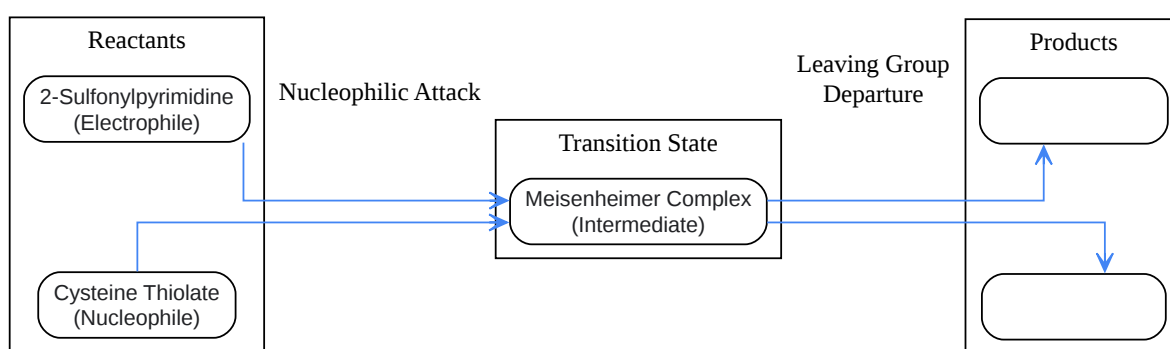 Reactants
2-Sulfonylpyrimidine
(Electrophile)
Cysteine Thiolate
(Nucleophile)
Nucleophilic Attack
Transition State
Meisenheimer Complex
(Intermediate)
Leaving Group
Departure
Products